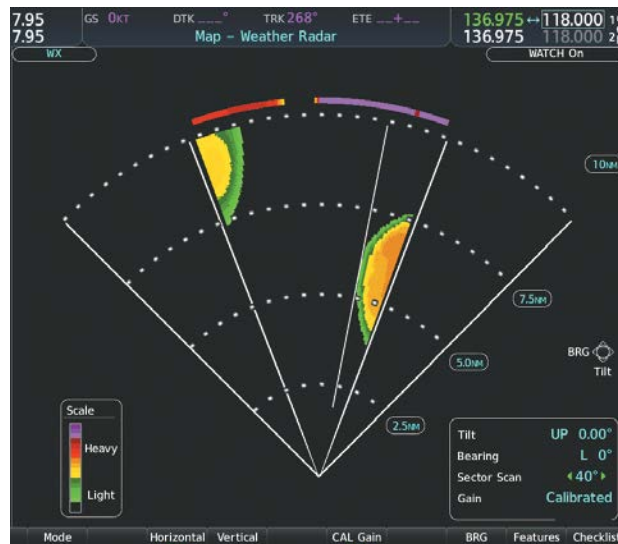 7.95 GS 0KT DTK ___° TRK 268° ETE __+__ 136.975 ↔ 118.000
7.95 Map – Weather Radar 136.975 118.000
WX WATCH On
10NM
7.5NM
BRG
Tilt
5.0NM
2.5NM
Scale
Heavy
Light
Tilt UP 0.00°
Bearing L 0°
Sector Scan 40°
Gain Calibrated
Mode Horizontal Vertical CAL Gain BRG Features Checklist